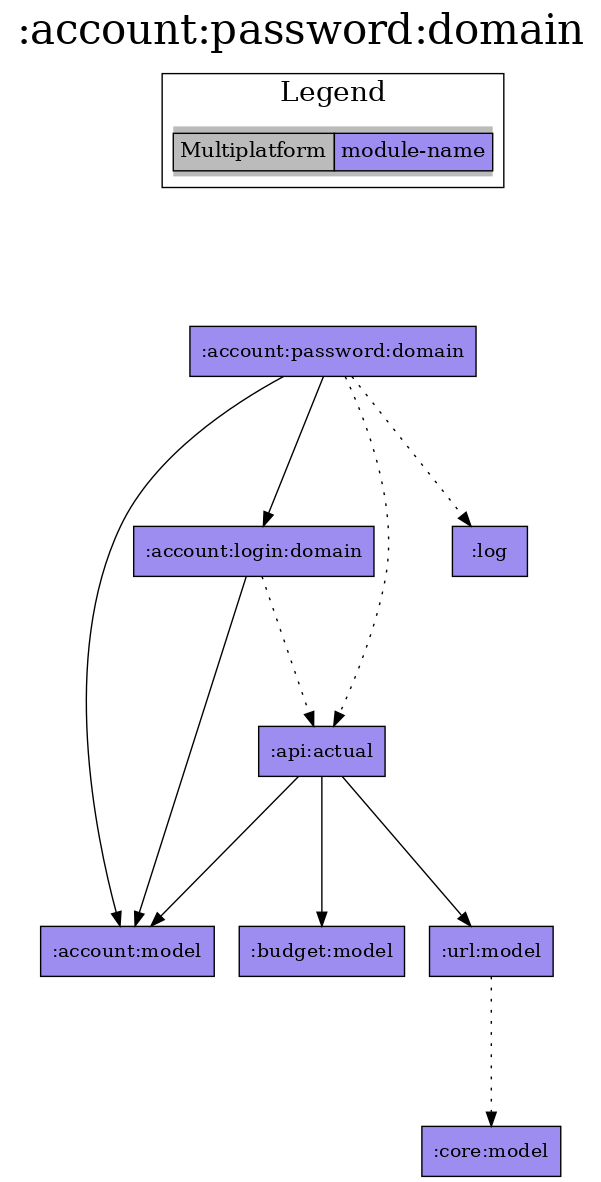 :account:password:domain
Legend
Multiplatform module-name
:account:password:domain
:account:login:domain
:log
:api:actual
:account:model
:budget:model
:url:model
:core:model